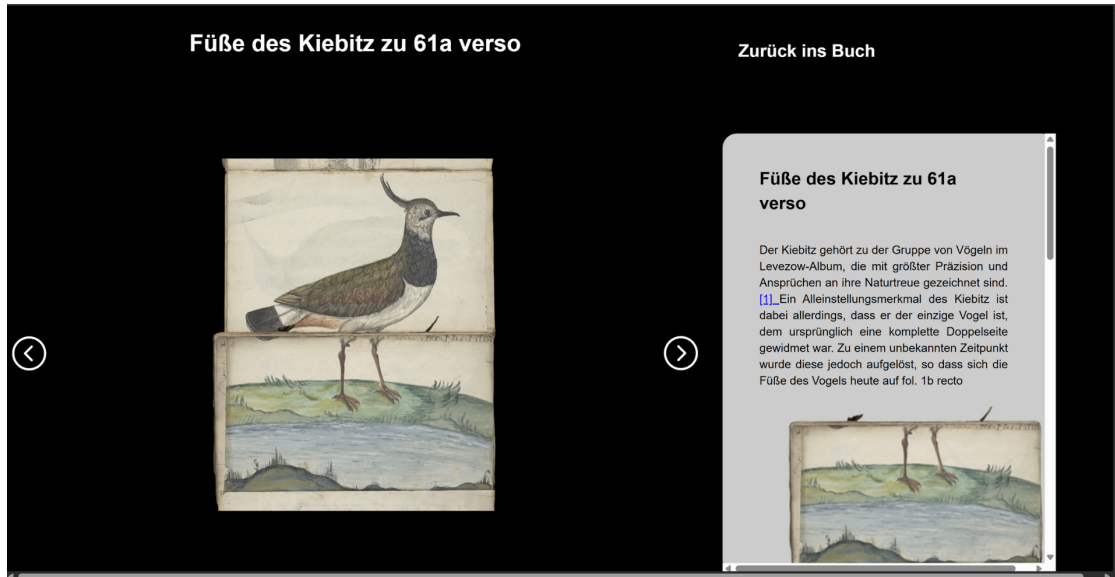 Füße des Kiebitz zu 61a verso
Zurück ins Buch
Füße des Kiebitz zu 61a
verso
Der Kiebitz gehört zu der Gruppe von Vögeln im
Levezow-Album, die mit größter Präzision und
Ansprüchen an ihre Naturtreue gezeichnet sind.
[1] Ein Alleinstellungsmerkmal des Kiebitz ist
dabei allerdings, dass er der einzige Vogel ist,
dem ursprünglich eine komplette Doppelseite
gewidmet war. Zu einem unbekannten Zeitpunkt
wurde diese jedoch aufgelöst, so dass sich die
Füße des Vogels heute auf fol. 1b recto